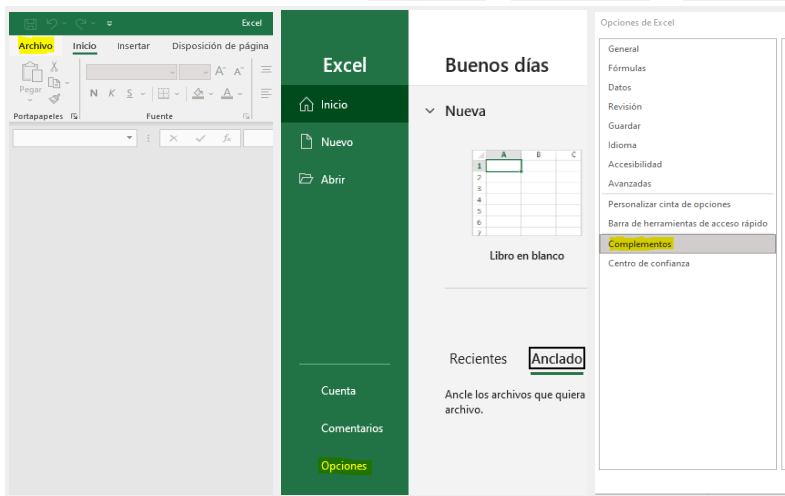 Excel
Archivo Inicio Insertar Disposición de página
Pegar
N K S A A A
Portapapeles Fuente
fx
Excel
Inicio
Nuevo
Abrir
Cuenta
Comentarios
Opciones
Buenos días
Nueva
A B C
1
2
3
4
5
6
7
Libro en blanco
Recientes Anclado
Ancle los archivos que quiera
archivo.
Opciones de Excel
General
Fórmulas
Datos
Revisión
Guardar
Idioma
Accesibilidad
Avanzadas
Personalizar cinta de opciones
Barra de herramientas de acceso rápido
Complementos
Centro de confianza